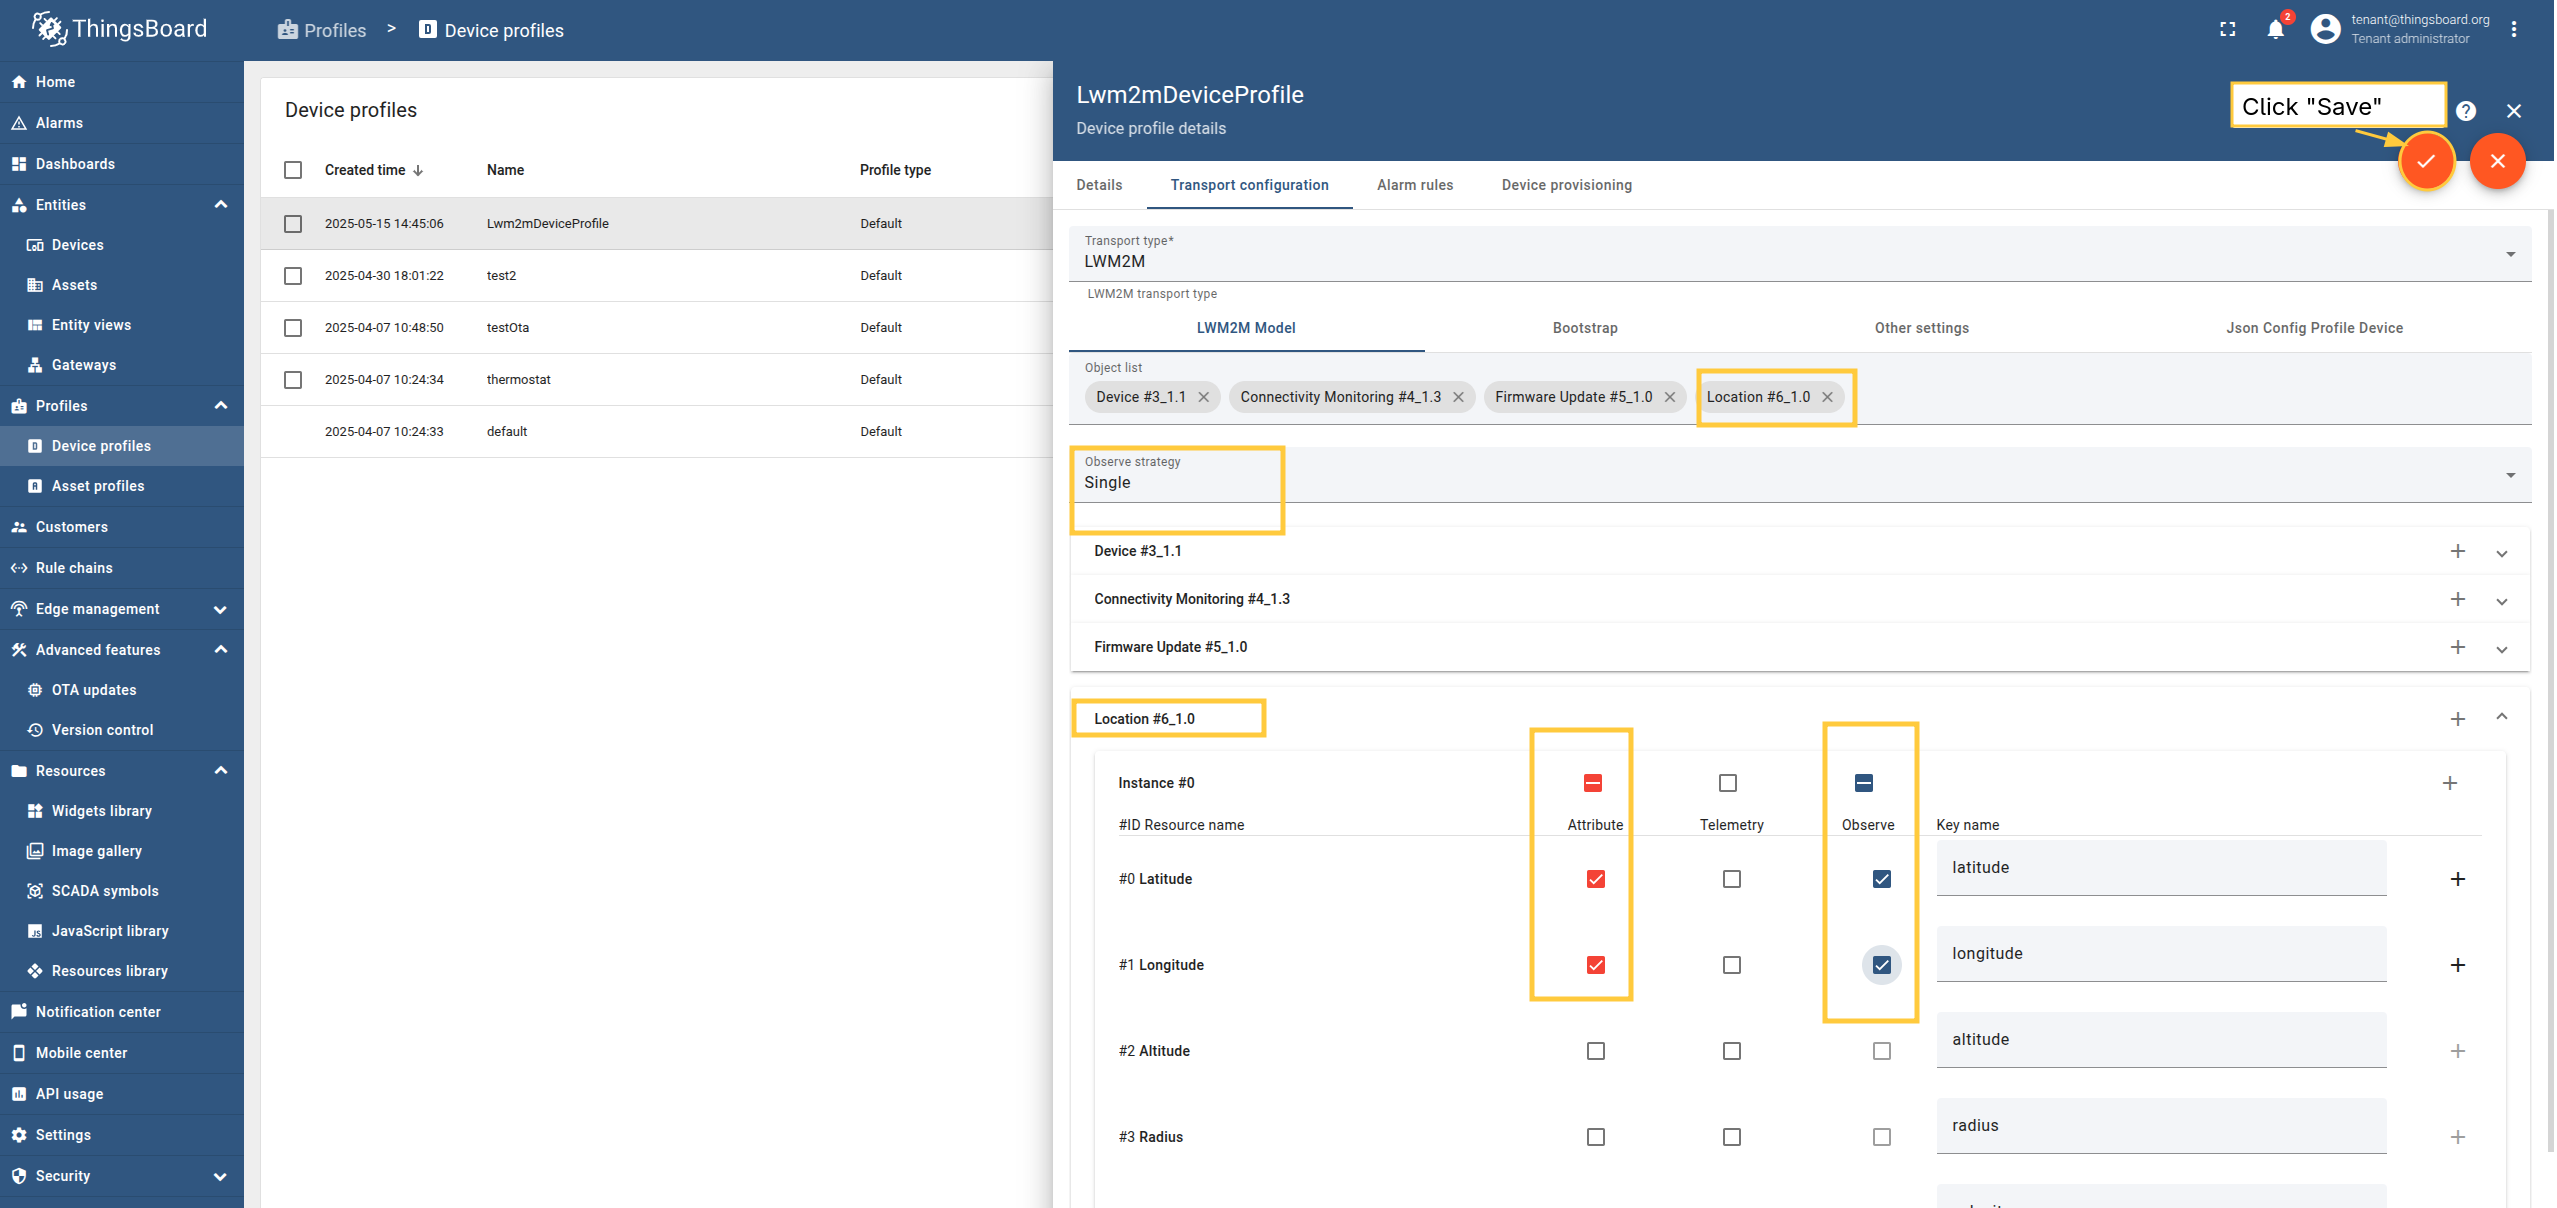 ThingsBoard
Profiles > Device profiles
2
tenant@thingsboard.org
Tenant administrator
Home
Alarms
Dashboards
Entities
Devices
Assets
Entity views
Gateways
Profiles
Device profiles
Asset profiles
Customers
Rule chains
Edge management
Advanced features
OTA updates
Version control
Resources
Widgets library
Image gallery
SCADA symbols
JavaScript library
Resources library
Notification center
Mobile center
API usage
Settings
Security
Device profiles
Created time Name Profile type
2025-05-15 14:45:06 Lwm2mDeviceProfile Default
2025-04-30 18:01:22 test2 Default
2025-04-07 10:48:50 testOta Default
2025-04-07 10:24:34 thermostat Default
2025-04-07 10:24:33 default Default
Lwm2mDeviceProfile
Device profile details
Click "Save"
Details Transport configuration Alarm rules Device provisioning
Transport type*
LWM2M
LWM2M transport type
LWM2M Model Bootstrap Other settings Json Config Profile Device
Object list
Device #3_1.1 Connectivity Monitoring #4_1.3 Firmware Update #5_1.0 Location #6_1.0
Observe strategy
Single
Device #3_1.1
Connectivity Monitoring #4_1.3
Firmware Update #5_1.0
Location #6_1.0
Instance #0
#ID Resource name Attribute Telemetry Observe Key name
#0 Latitude latitude
#1 Longitude longitude
#2 Altitude altitude
#3 Radius radius